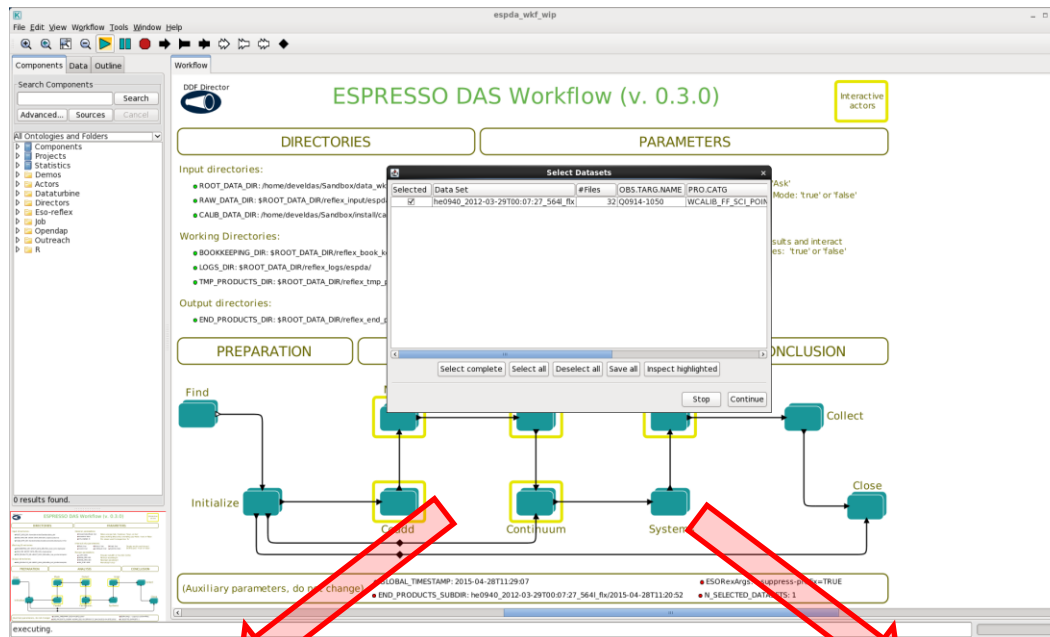 espda_wkf_wip
File Edit View Workflow Tools Window Help
Components Data Outline
Workflow
Search Components
Search
Advanced... Sources Cancel
All Ontologies and Folders
Components
Projects
Statistics
Demos
Actors
Dataturbine
Directors
Eso-reflex
Job
Opendap
Outreach
R
0 results found.
DDF Director
ESPRESSO DAS Workflow (v. 0.3.0)
Interactive
actors
DIRECTORIES
PARAMETERS
Input directories:
ROOT_DATA_DIR: /home/develdas/Sandbox/data_wk
RAW_DATA_DIR: $ROOT_DATA_DIR/reflex_input/espd
CALIB_DATA_DIR: /home/develdas/Sandbox/install/ca
Working Directories:
BOOKKEEPING_DIR: $ROOT_DATA_DIR/reflex_book_k
LOGS_DIR: $ROOT_DATA_DIR/reflex_logs/espda/
TMP_PRODUCTS_DIR: $ROOT_DATA_DIR/reflex_tmp_p
Output directories:
END_PRODUCTS_DIR: $ROOT_DATA_DIR/reflex_end_p
'Ask'
Mode: 'true' or 'false'
sults and interact
es: 'true' or 'false'
Select Datasets
Selected Data Set #Files OBS.TARG.NAME PRO.CATG
he0940_2012-03-29T00:07:27_564l_flx 32 Q0914-1050 WCALIB_FF_SCI_POIN
Select complete Select all Deselect all Save all Inspect highlighted
Stop Continue
PREPARATION
ONCLUSION
Find
Collect
Initialize
Continuum
System
Close
(Auxiliary parameters, do not change)
GLOBAL_TIMESTAMP: 2015-04-28T11:29:07
END_PRODUCTS_SUBDIR: he0940_2012-03-29T00:07:27_564l_flx/2015-04-28T11:20:52
N_SELECTED_DATASETS: 1
executing.